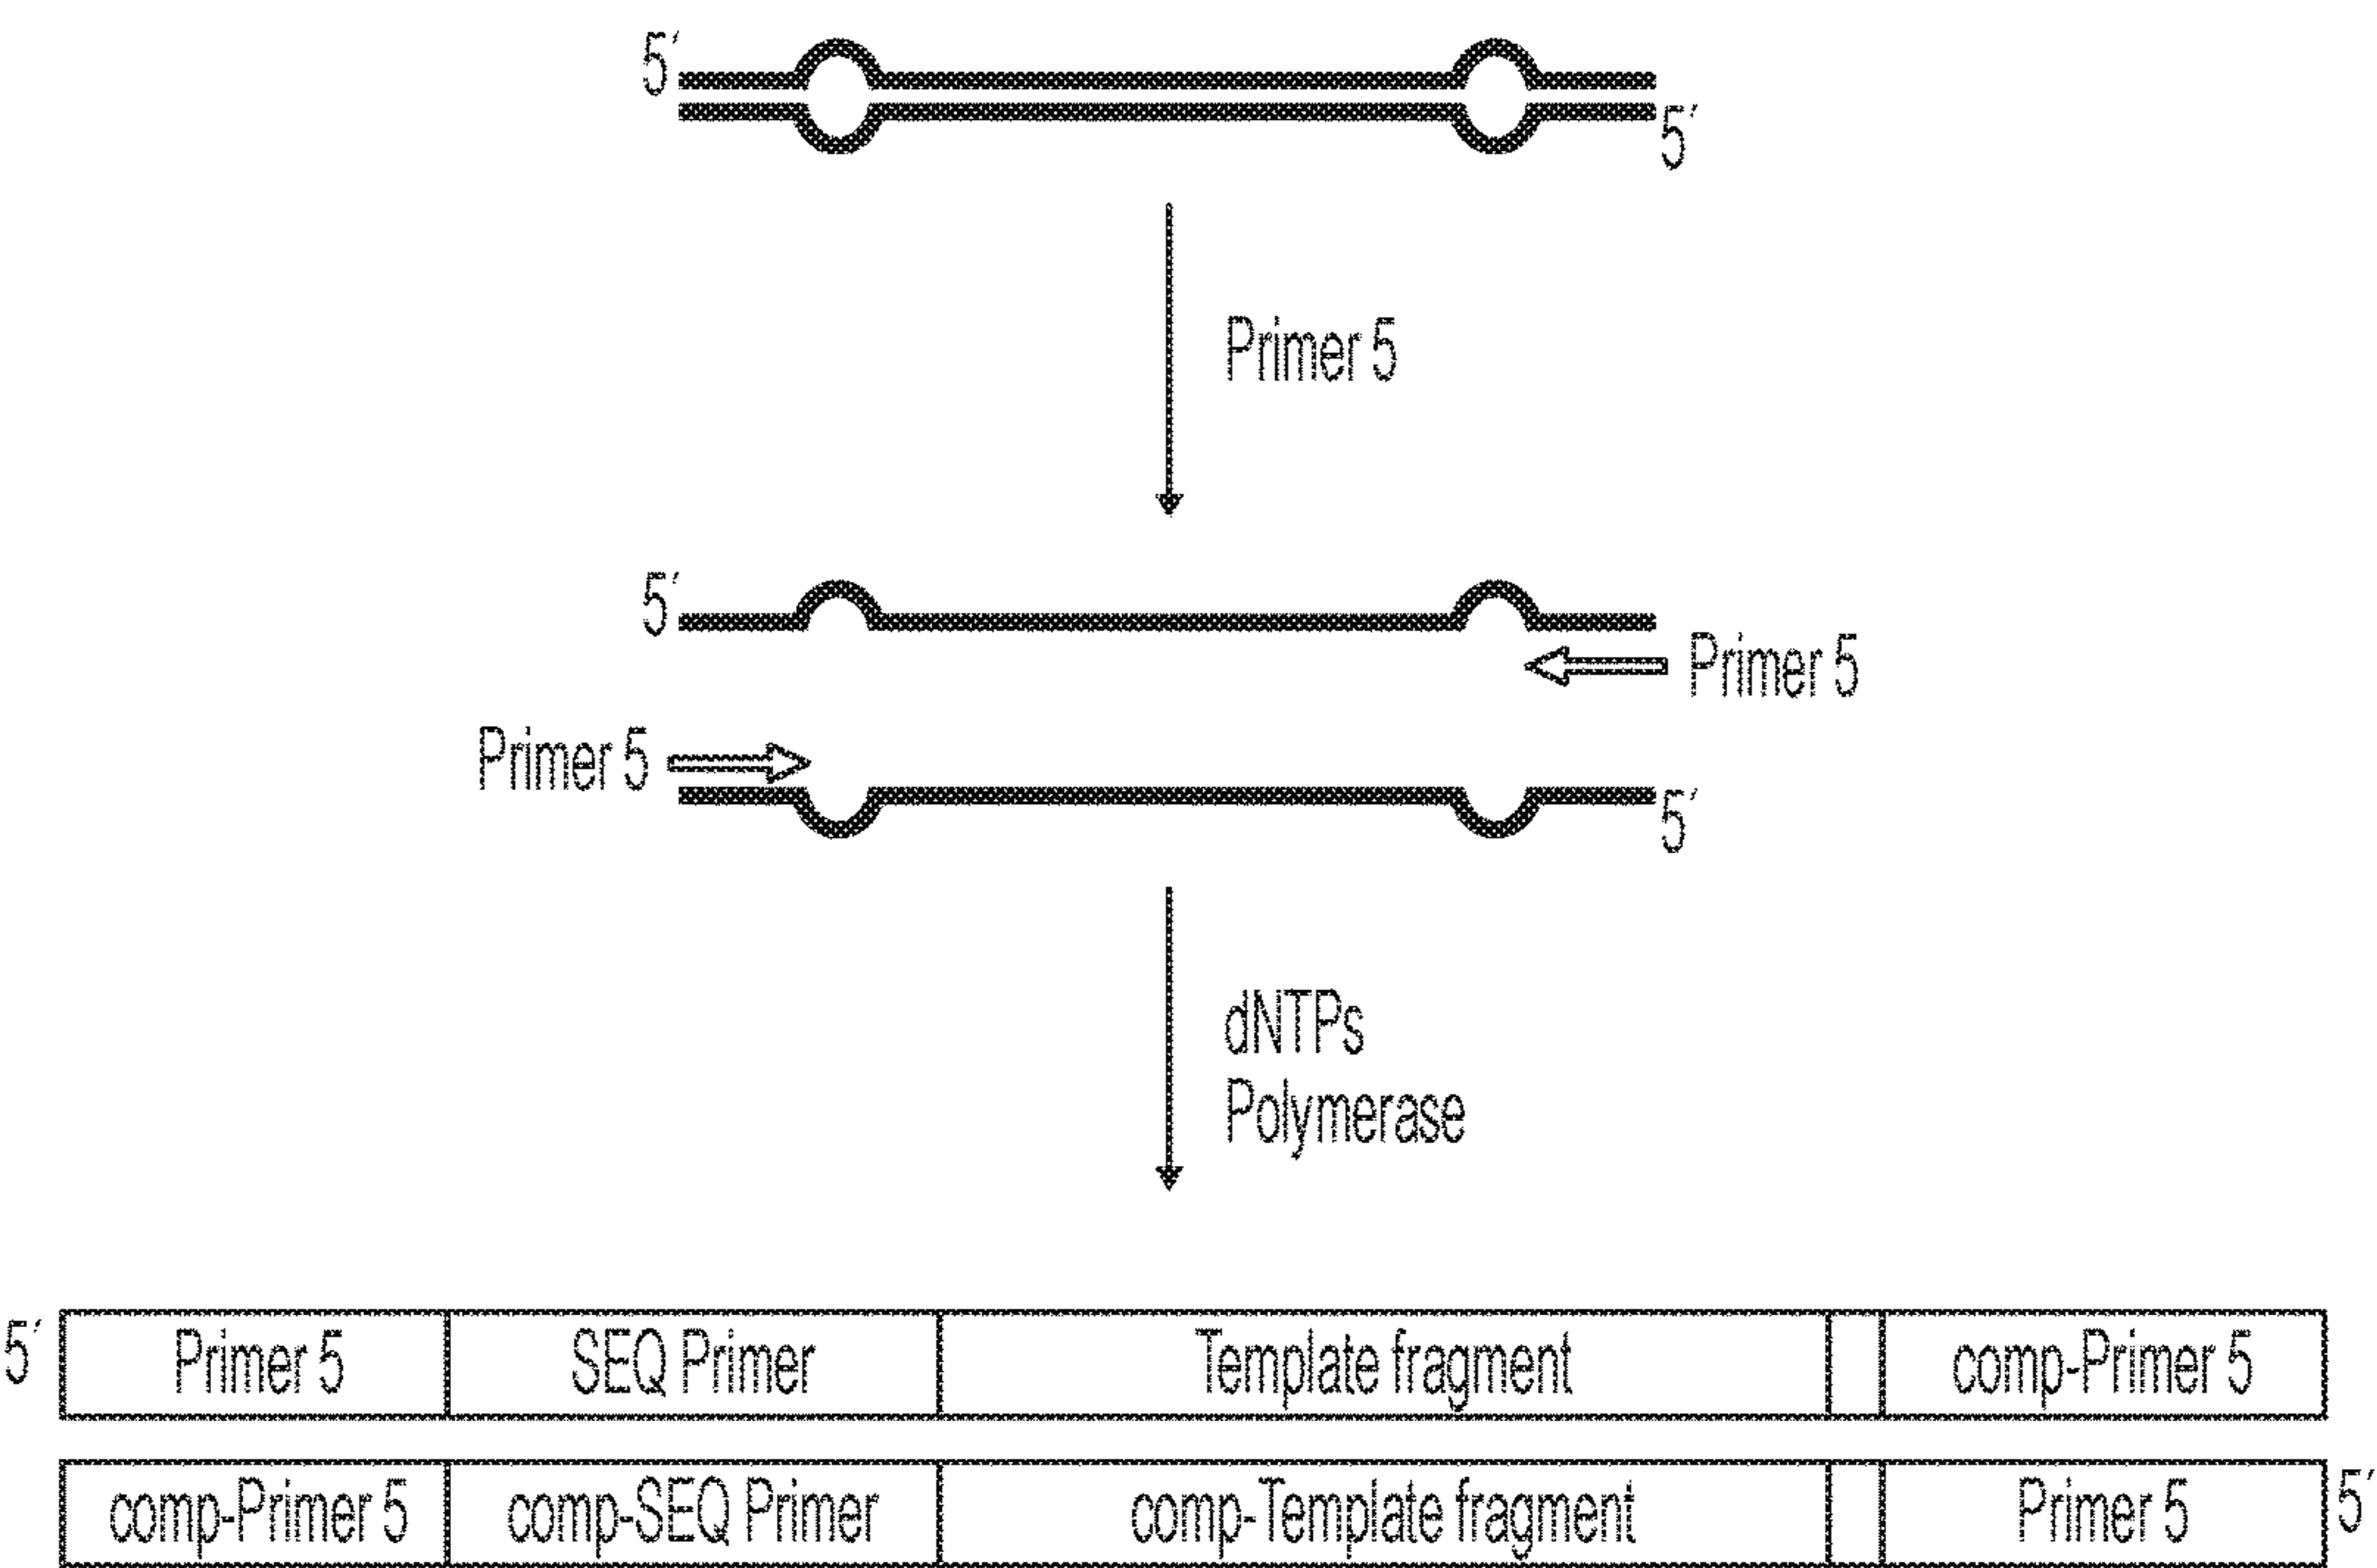 5′
5′
Primer 5
5′
Primer 5
Primer 5
5′
dNTPs
Polymerase
5′ Primer 5 SEQ Primer Template fragment comp-Primer 5
comp-Primer 5 comp-SEQ Primer comp-Template fragment Primer 5 5′